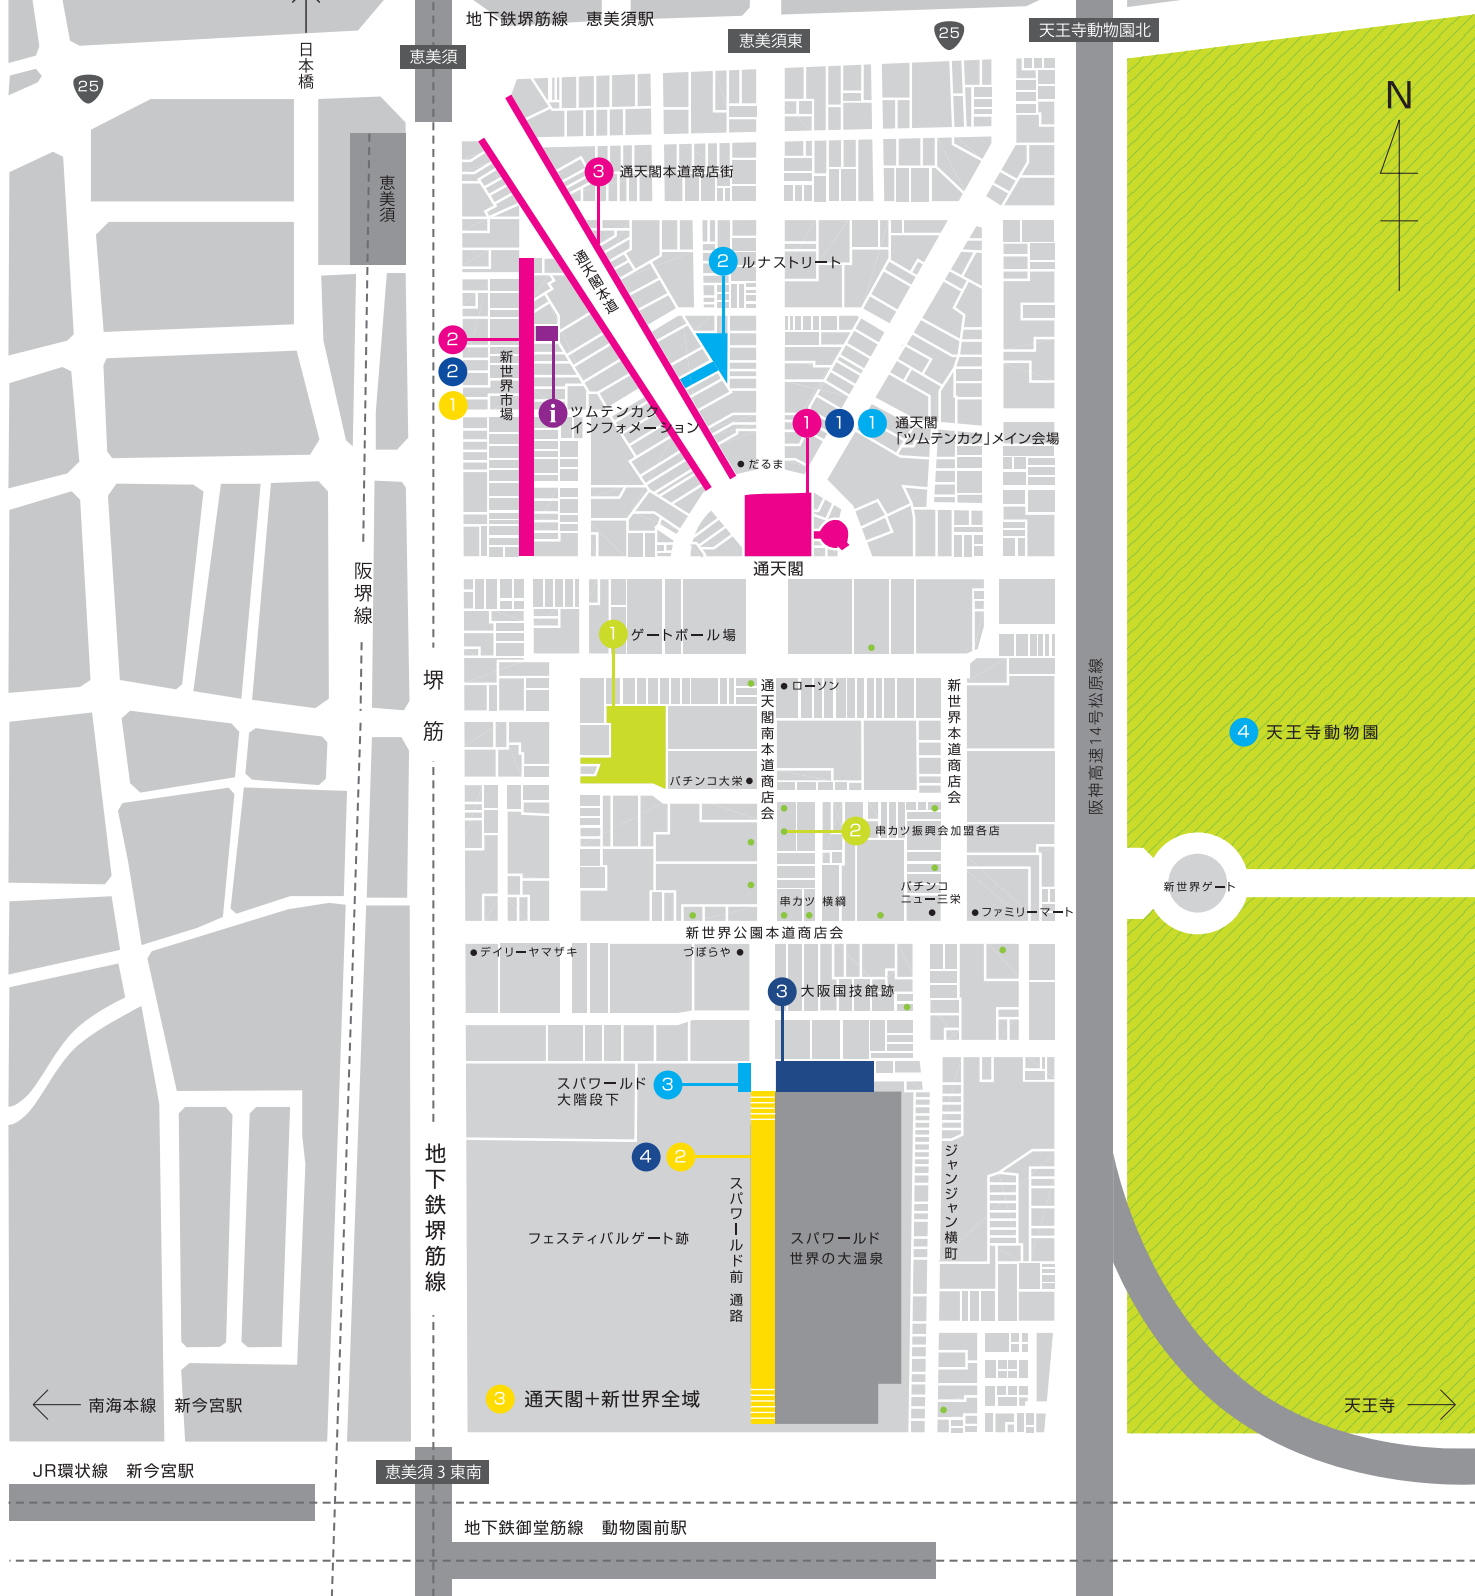 地下鉄堺筋線　恵美須駅
恵美須東
25
天王寺動物園北
恵美須
日本橋
25
N
恵美須
3 通天閣本道商店街
通天閣本道
2 ルナストリート
2
2
1
新世界市場
i ツムテンカク
インフォメーション
1 1 1 通天閣
「ツムテンカク」メイン会場
だるま
通天閣
阪堺線
1 ゲートボール場
堺筋
通天閣南本道商店会
ローソン
新世界本道商店会
阪神高速14号松原線
4 天王寺動物園
パチンコ大栄
2 串カツ振興会加盟各店
新世界ゲート
串カツ 横綱
パチンコ
ニュー三栄
ファミリーマート
新世界公園本道商店会
デイリーヤマザキ
づぼらや
3 大阪国技館跡
スパワールド
大階段下
3
4 2
地下鉄堺筋線
スパワールド前 通路
フェスティバルゲート跡
スパワールド
世界の大温泉
ジャンジャン横町
3 通天閣＋新世界全域
南海本線　新今宮駅
天王寺
JR環状線　新今宮駅
恵美須3東南
地下鉄御堂筋線　動物園前駅